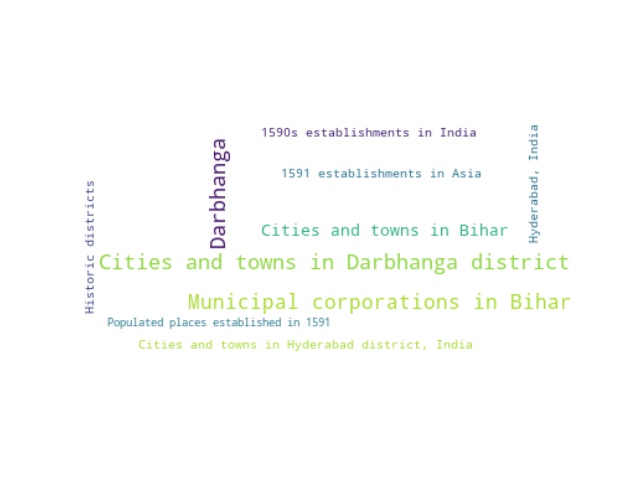 1590s establishments in India
Hyderabad, India
Darbhanga
1591 establishments in Asia
Historic districts
Cities and towns in Bihar
Cities and towns in Darbhanga district
Municipal corporations in Bihar
Populated places established in 1591
Cities and towns in Hyderabad district, India